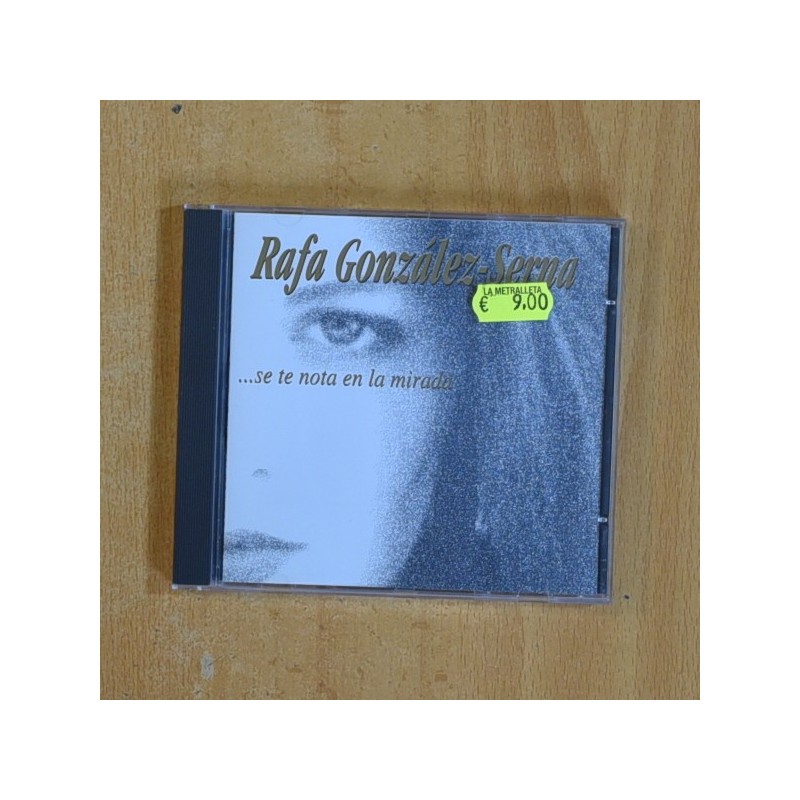 Rafa González-Serna
LA METRALLETA
€ 9,00
...se te nota en la mirada